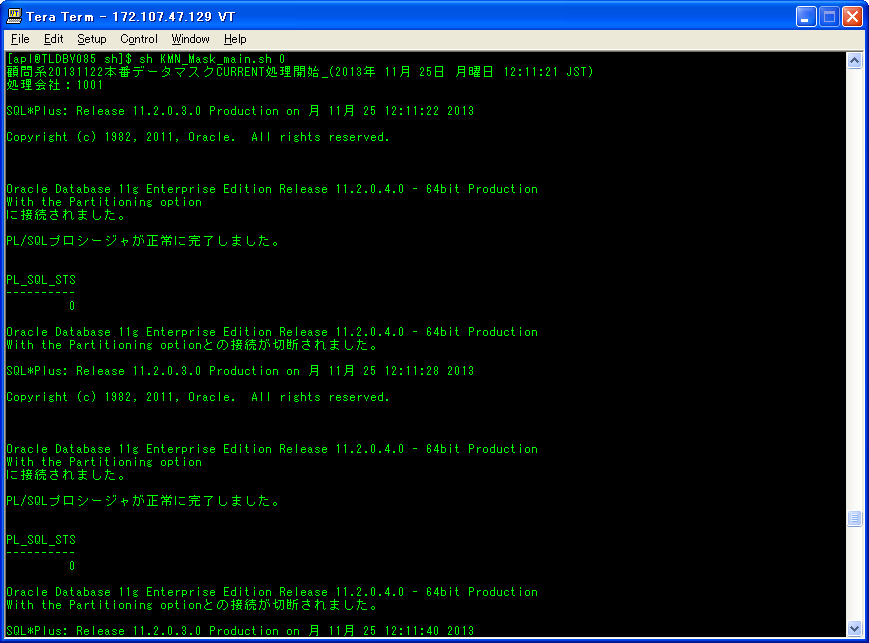 Tera Term - 172.107.47.129 VT
File Edit Setup Control Window Help
[apl@TLDBV085 sh]$ sh KMN_Mask_main.sh 0
顧問系20131122本番データマスクCURRENT処理開始_(2013年 11月 25日 月曜日 12:11:21 JST)
処理会社：1001
SQL*Plus: Release 11.2.0.3.0 Production on 月 11月 25 12:11:22 2013
Copyright (c) 1982, 2011, Oracle.  All rights reserved.
Oracle Database 11g Enterprise Edition Release 11.2.0.4.0 - 64bit Production
With the Partitioning option
に接続されました。
PL/SQLプロシージャが正常に完了しました。
PL_SQL_STS
----------
0
Oracle Database 11g Enterprise Edition Release 11.2.0.4.0 - 64bit Production
With the Partitioning optionとの接続が切断されました。
SQL*Plus: Release 11.2.0.3.0 Production on 月 11月 25 12:11:28 2013
Copyright (c) 1982, 2011, Oracle.  All rights reserved.
Oracle Database 11g Enterprise Edition Release 11.2.0.4.0 - 64bit Production
With the Partitioning option
に接続されました。
PL/SQLプロシージャが正常に完了しました。
PL_SQL_STS
----------
0
Oracle Database 11g Enterprise Edition Release 11.2.0.4.0 - 64bit Production
With the Partitioning optionとの接続が切断されました。
SQL*Plus: Release 11.2.0.3.0 Production on 月 11月 25 12:11:40 2013